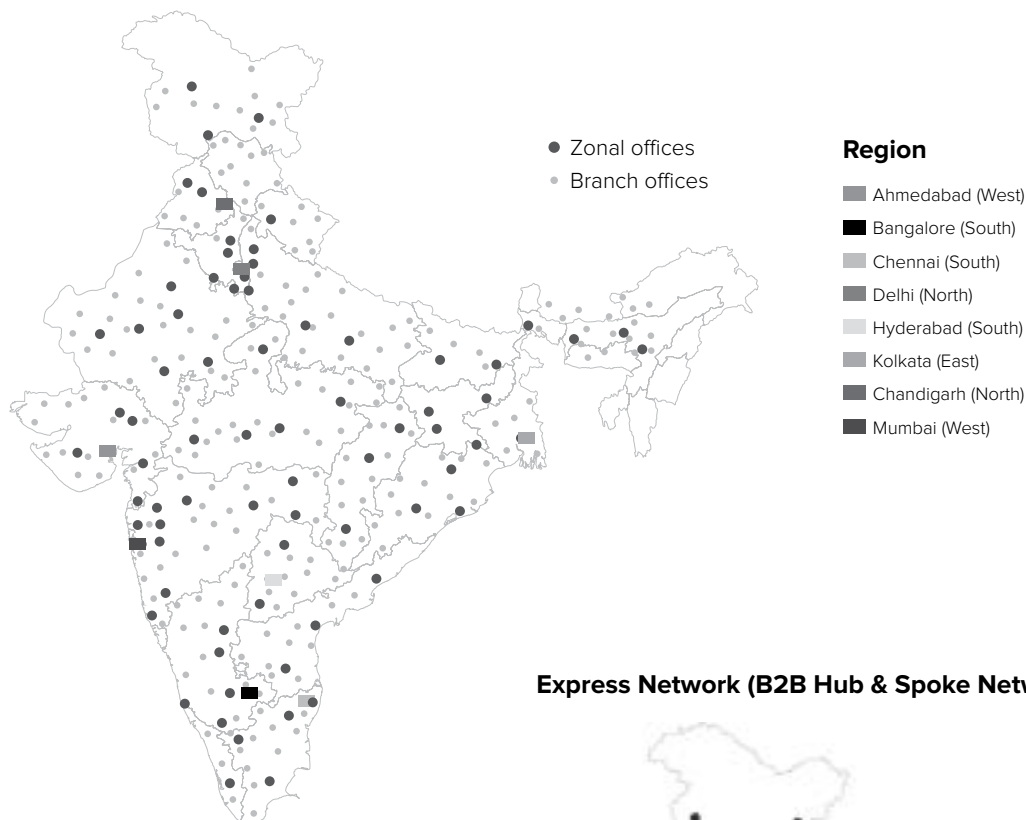 Zonal offices
Branch offices
Region
Ahmedabad (West)
Bangalore (South)
Chennai (South)
Delhi (North)
Hyderabad (South)
Kolkata (East)
Chandigarh (North)
Mumbai (West)
Express Network (B2B Hub & Spoke